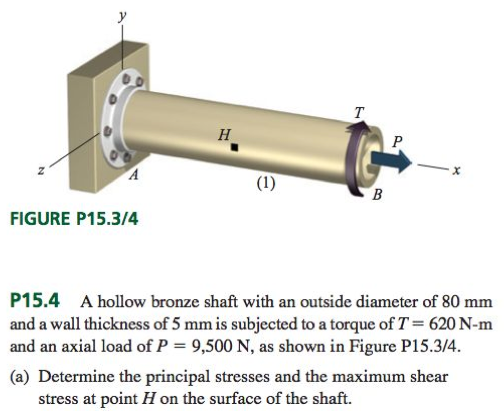 y
T
H
P
z
x
A
(1)
B
FIGURE P15.3/4
P15.4 A hollow bronze shaft with an outside diameter of 80 mm
and a wall thickness of 5 mm is subjected to a torque of T = 620 N-m
and an axial load of P = 9,500 N, as shown in Figure P15.3/4.
(a) Determine the principal stresses and the maximum shear
stress at point H on the surface of the shaft.